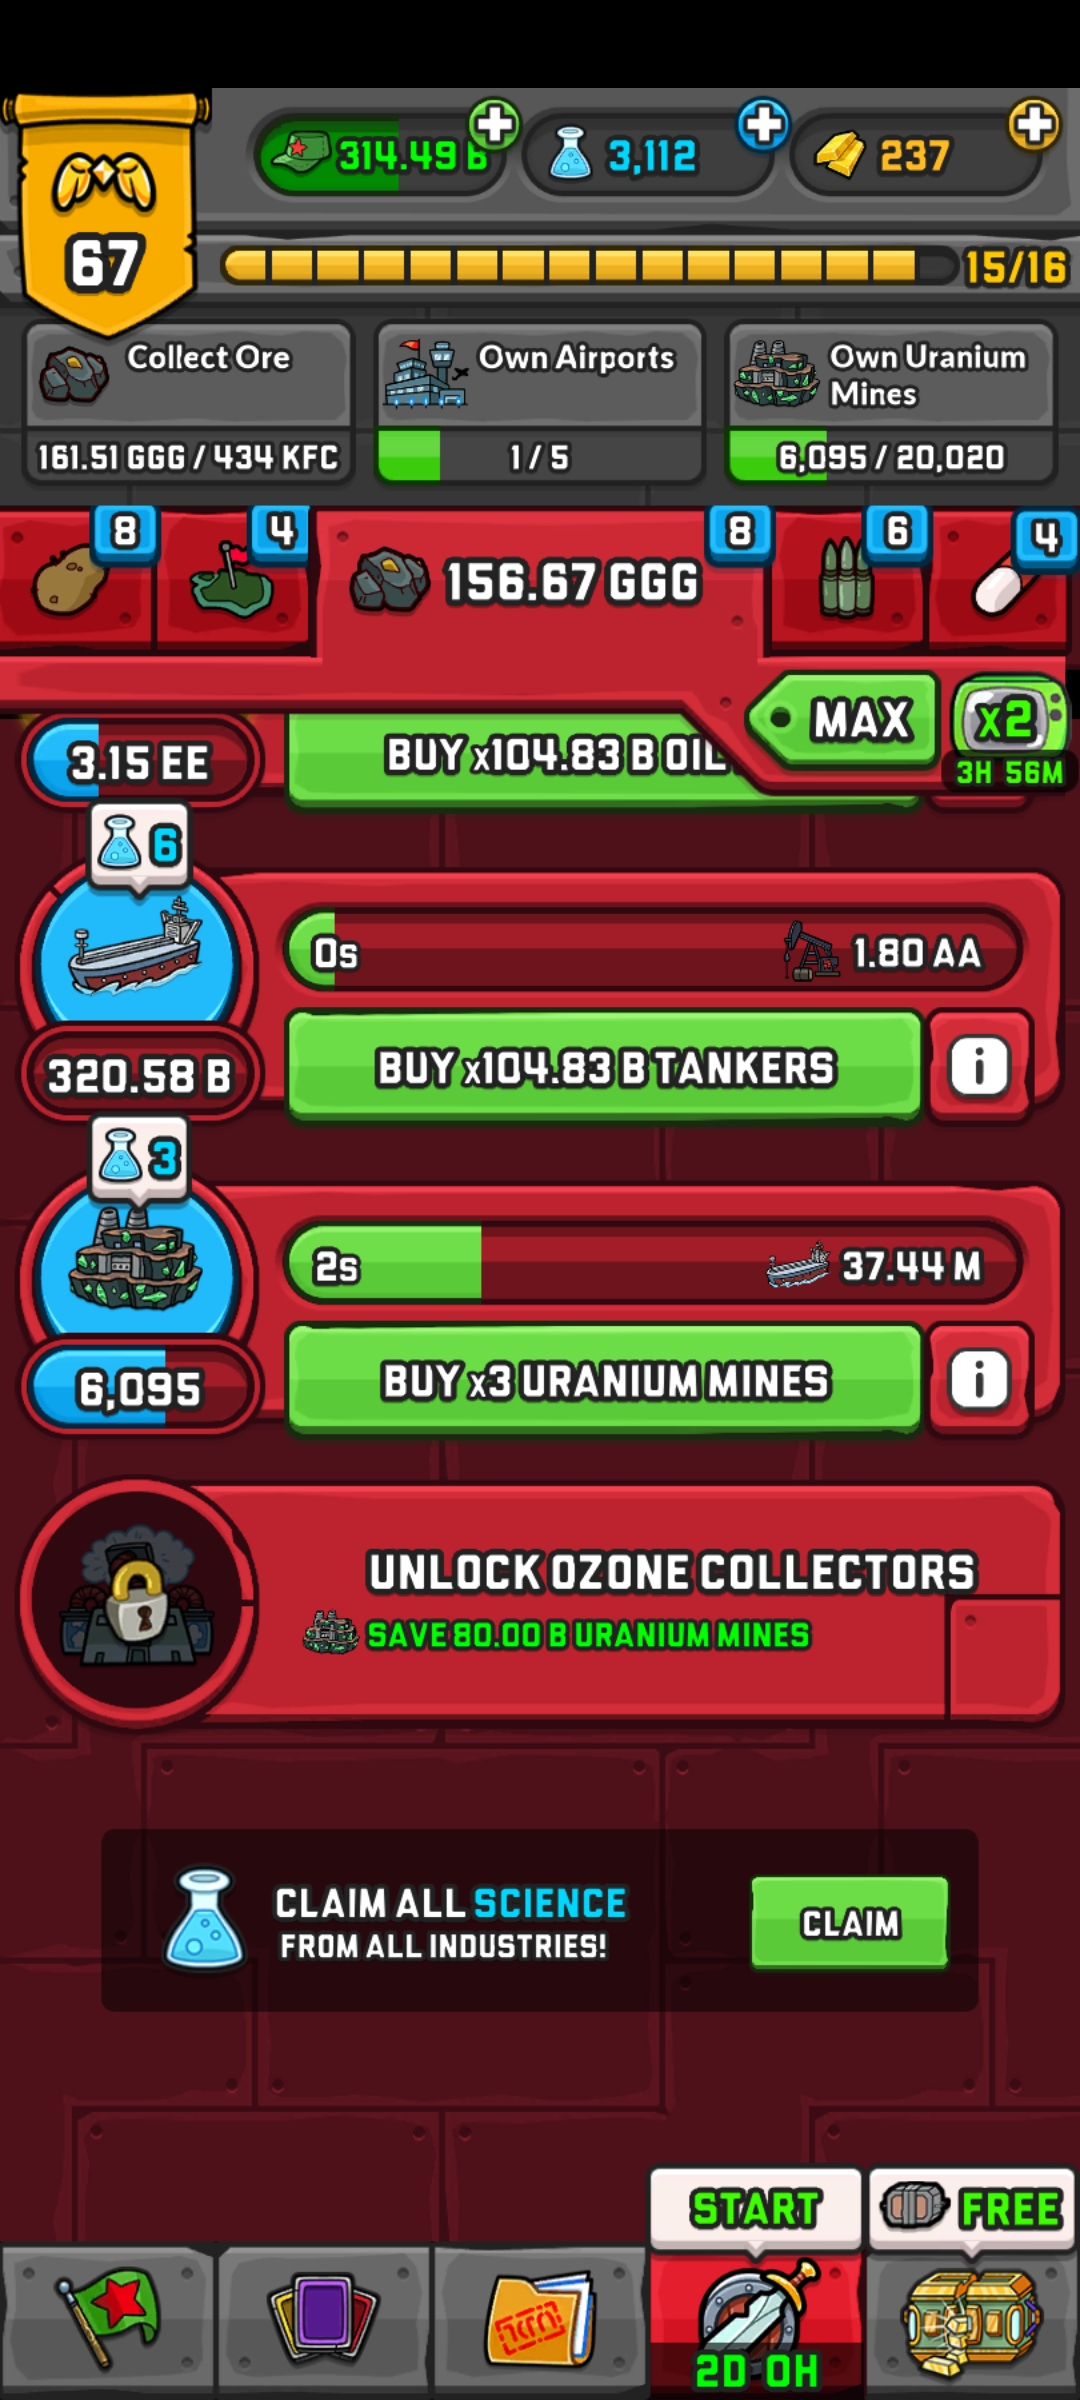 314.49 B
3,112
237
67
15/16
Collect Ore
161.51 GGG / 434 KFC
Own Airports
1 / 5
Own Uranium
Mines
6,095 / 20,020
8
4
156.67 GGG
8
6
4
MAX
x2
3H 56M
3.15 EE
BUY x104.83 B OIL
6
0s
1.80 AA
320.58 B
BUY x104.83 B TANKERS
i
3
2s
37.44 M
6,095
BUY x3 URANIUM MINES
i
UNLOCK OZONE COLLECTORS
SAVE 80.00 B URANIUM MINES
CLAIM ALL SCIENCE
FROM ALL INDUSTRIES!
CLAIM
START
FREE
2D 0H